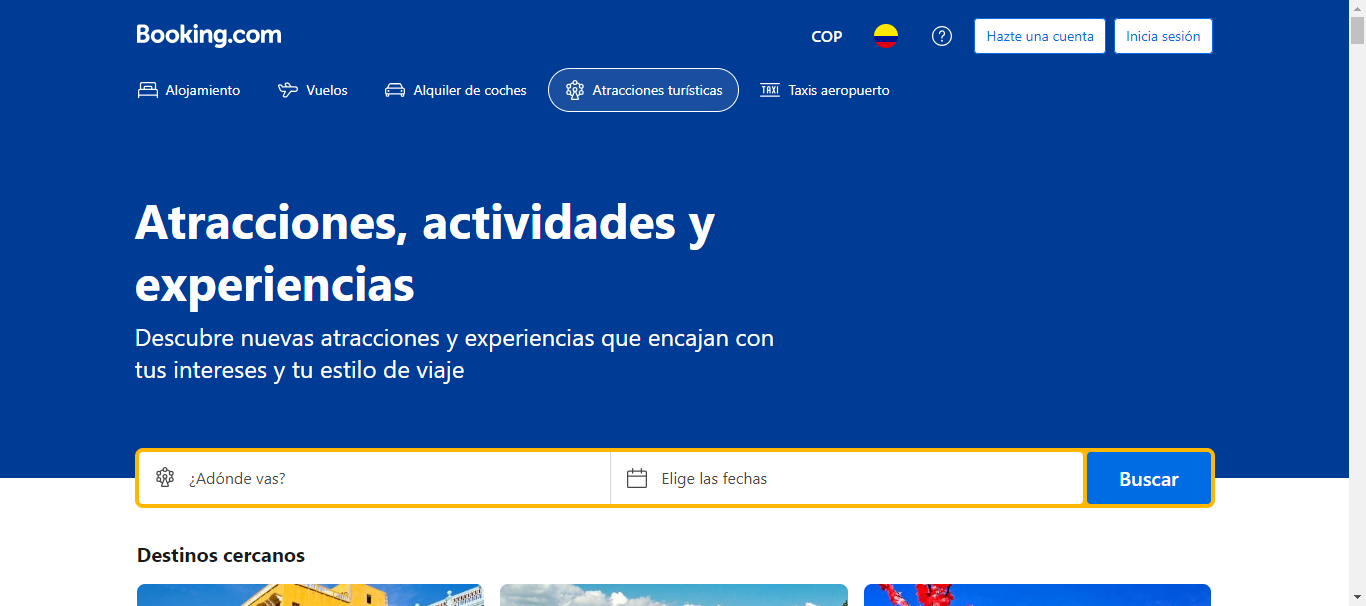 Booking.com
COP
Hazte una cuenta
Inicia sesión
Alojamiento
Vuelos
Alquiler de coches
Atracciones turísticas
TAXI
Taxis aeropuerto
Atracciones, actividades y
experiencias
Descubre nuevas atracciones y experiencias que encajan con
tus intereses y tu estilo de viaje
¿Adónde vas?
Elige las fechas
Buscar
Destinos cercanos